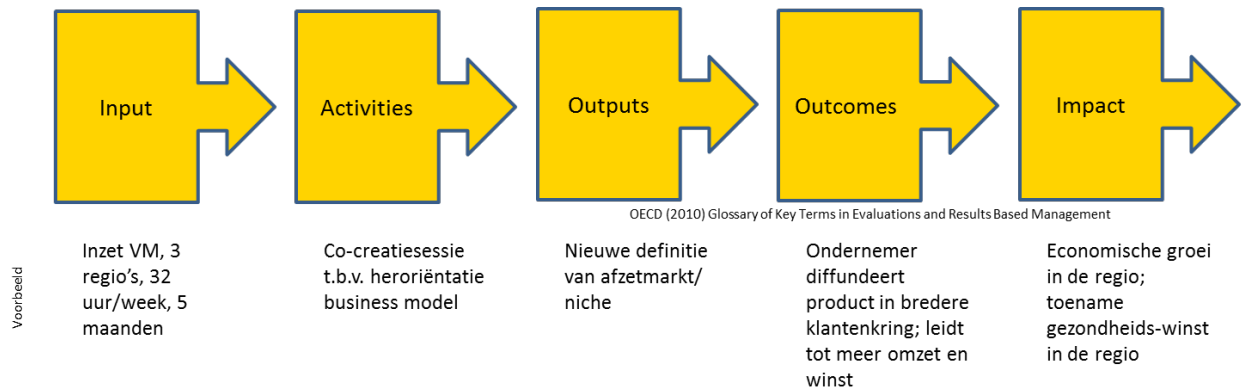 Input
Activities
Outputs
Outcomes
Impact
OECD (2010) Glossary of Key Terms in Evaluations and Results Based Management
Voorbeeld
Inzet VM, 3
regio's, 32
uur/week, 5
maanden
Co-creatiesessie
t.b.v. heroriëntatie
business model
Nieuwe definitie
van afzetmarkt/
niche
Ondernemer
diffundeert
product in bredere
klantenkring; leidt
tot meer omzet en
winst
Economische groei
in de regio;
toename
gezondheids-winst
in de regio